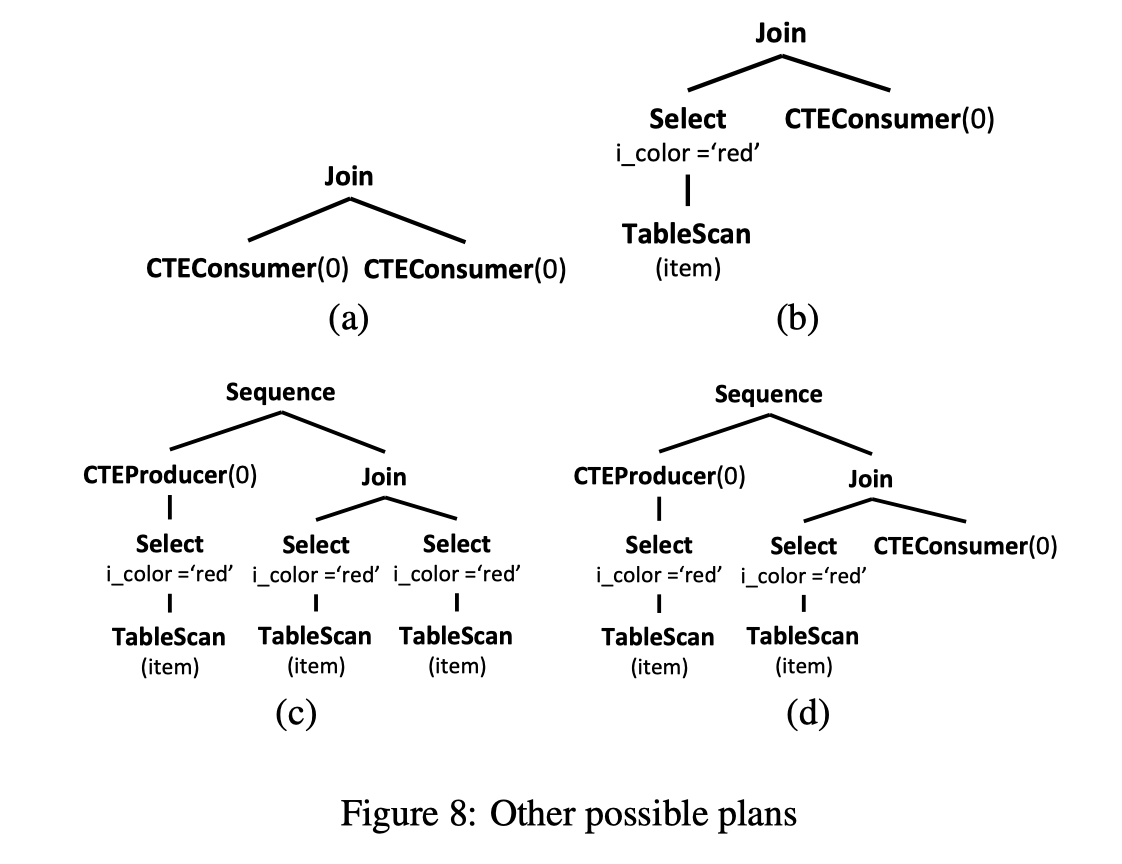 Join
CTEConsumer(0) CTEConsumer(0)
(a)
Join
Select CTEConsumer(0)
i_color =‘red’
TableScan
(item)
(b)
Sequence
CTEProducer(0) Join
Select Select Select
i_color =‘red’ i_color =‘red’ i_color =‘red’
TableScan TableScan TableScan
(item) (item) (item)
(c)
Sequence
CTEProducer(0) Join
Select Select CTEConsumer(0)
i_color =‘red’ i_color =‘red’
TableScan TableScan
(item) (item)
(d)
Figure 8: Other possible plans